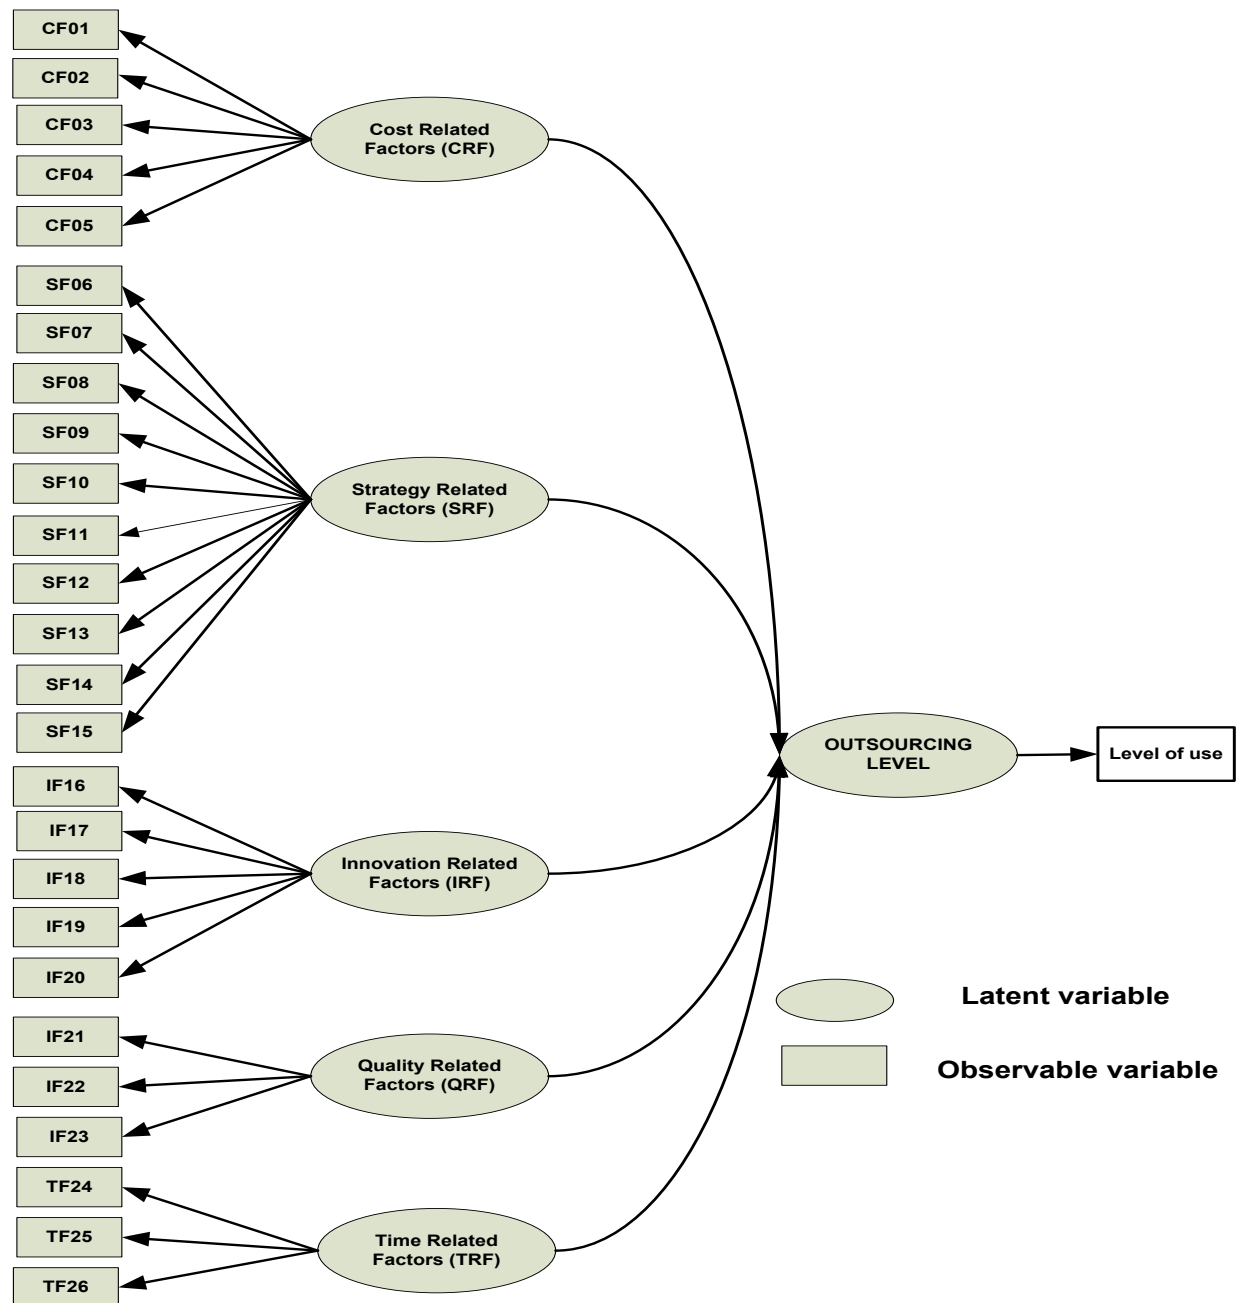 CF01
CF02
CF03
CF04
CF05
Cost Related
Factors (CRF)
SF06
SF07
SF08
SF09
SF10
SF11
SF12
SF13
SF14
SF15
Strategy Related
Factors (SRF)
IF16
IF17
IF18
IF19
IF20
Innovation Related
Factors (IRF)
IF21
IF22
IF23
Quality Related
Factors (QRF)
TF24
TF25
TF26
Time Related
Factors (TRF)
OUTSOURCING
LEVEL
Level of use
Latent variable
Observable variable